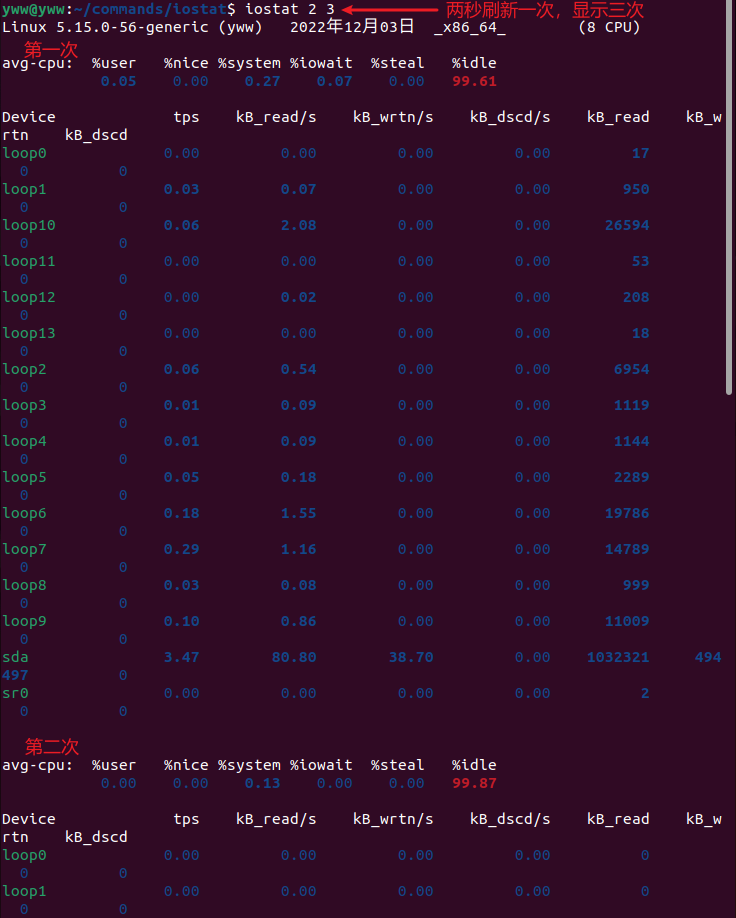 yww@yww:~/commands/iostat$ iostat 2 3 两秒刷新一次，显示三次
Linux 5.15.0-56-generic (yww) 2022年12月03日 _x86_64_ (8 CPU)
第一次
avg-cpu: %user %nice %system %iowait %steal %idle
0.05 0.00 0.27 0.07 0.00 99.61
Device tps kB_read/s kB_wrtn/s kB_dscd/s kB_read kB_w
rtn kB_dscd
loop0 0.00 0.00 0.00 0.00 17
0 0
loop1 0.03 0.07 0.00 0.00 950
0 0
loop10 0.06 2.08 0.00 0.00 26594
0 0
loop11 0.00 0.00 0.00 0.00 53
0 0
loop12 0.00 0.02 0.00 0.00 208
0 0
loop13 0.00 0.00 0.00 0.00 18
0 0
loop2 0.06 0.54 0.00 0.00 6954
0 0
loop3 0.01 0.09 0.00 0.00 1119
0 0
loop4 0.01 0.09 0.00 0.00 1144
0 0
loop5 0.05 0.18 0.00 0.00 2289
0 0
loop6 0.18 1.55 0.00 0.00 19786
0 0
loop7 0.29 1.16 0.00 0.00 14789
0 0
loop8 0.03 0.08 0.00 0.00 999
0 0
loop9 0.10 0.86 0.00 0.00 11009
0 0
sda 3.47 80.80 38.70 0.00 1032321 494
497 0
sr0 0.00 0.00 0.00 0.00 2
0 0
第二次
avg-cpu: %user %nice %system %iowait %steal %idle
0.00 0.00 0.13 0.00 0.00 99.87
Device tps kB_read/s kB_wrtn/s kB_dscd/s kB_read kB_w
rtn kB_dscd
loop0 0.00 0.00 0.00 0.00 0
0 0
loop1 0.00 0.00 0.00 0.00 0
0 0